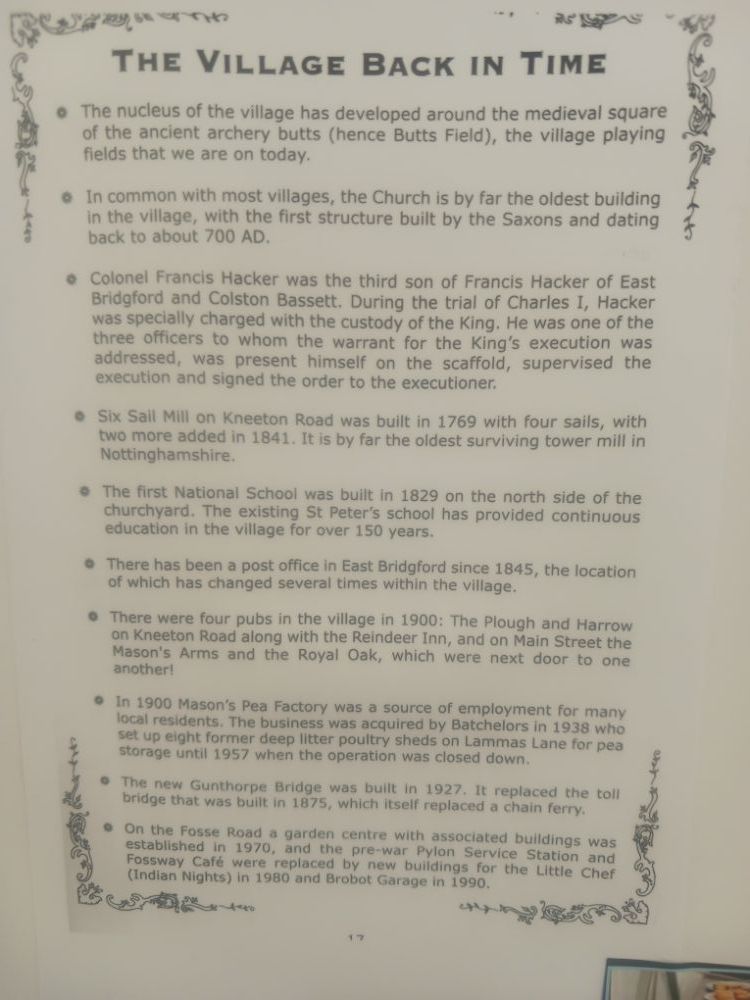 THE VILLAGE BACK IN TIME
The nucleus of the village has developed around the medieval square
of the ancient archery butts (hence Butts Field), the village playing
fields that we are on today.
In common with most villages, the Church is by far the oldest building
in the village, with the first structure built by the Saxons and dating
back to about 700 AD.
Colonel Francis Hacker was the third son of Francis Hacker of East
Bridgford and Colston Bassett. During the trial of Charles I, Hacker
was specially charged with the custody of the King. He was one of the
three officers to whom the warrant for the King's execution was
addressed, was present himself on the scaffold, supervised the
execution and signed the order to the executioner.
Six Sail Mill on Kneeton Road was built in 1769 with four sails, with
two more added in 1841. It is by far the oldest surviving tower mill in
Nottinghamshire.
The first National School was built in 1829 on the north side of the
churchyard. The existing St Peter's school has provided continuous
education in the village for over 150 years.
There has been a post office in East Bridgford since 1845, the location
of which has changed several times within the village.
There were four pubs in the village in 1900: The Plough and Harrow
on Kneeton Road along with the Reindeer Inn, and on Main Street the
Mason's Arms and the Royal Oak, which were next door to one
another!
In 1900 Mason's Pea Factory was a source of employment for many
local residents. The business was acquired by Batchelors in 1938 who
set up eight former deep litter poultry sheds on Lammas Lane for pea
storage until 1957 when the operation was closed down.
The new Gunthorpe Bridge was built in 1927. It replaced the toll
bridge that was built in 1875, which itself replaced a chain ferry.
On the Fosse Road a garden centre with associated buildings was
established in 1970, and the pre-war Pylon Service Station and
Fossway Café were replaced by new buildings for the Little Chef
(Indian Nights) in 1980 and Brobot Garage in 1990.
17